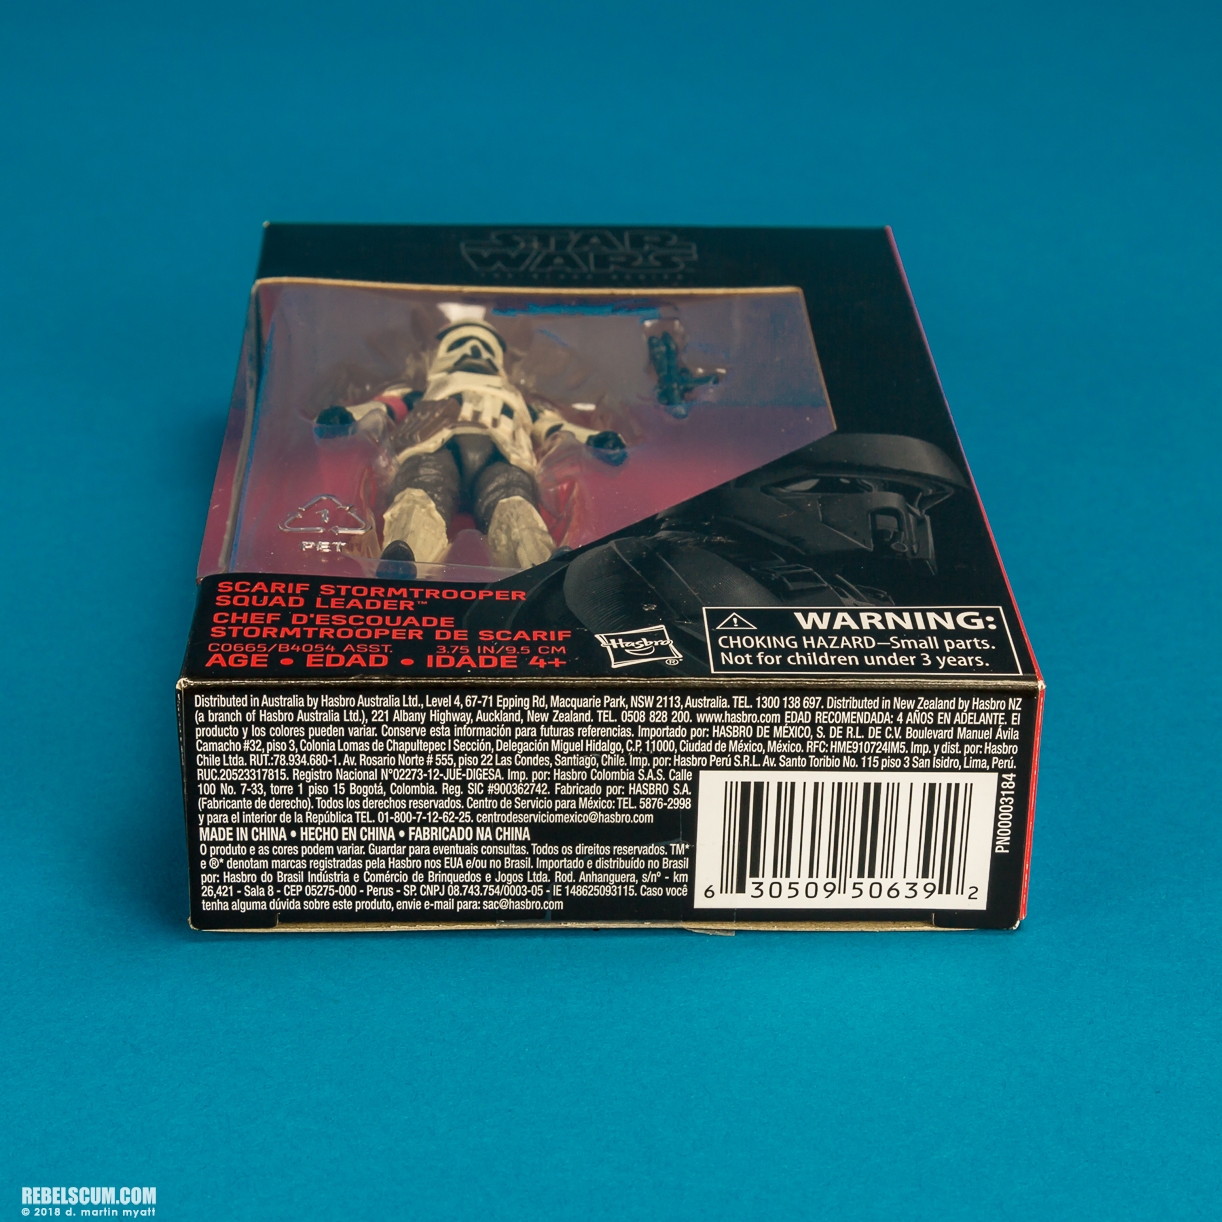 STAR
WARS
PET
SCARIF STORMTROOPER
SQUAD LEADER™
CHEF D'ESCOUADE
STORMTROOPER DE SCARIF
C0665/B4054 ASST. 3.75 IN/9.5 CM
AGE • EDAD • IDADE 4+
Hasbro®
WARNING:
CHOKING HAZARD—Small parts.
Not for children under 3 years.
Distributed in Australia by Hasbro Australia Ltd., Level 4, 67-71 Epping Rd, Macquarie Park, NSW 2113, Australia. TEL. 1300 138 697. Distributed in New Zealand by Hasbro NZ
(a branch of Hasbro Australia Ltd.), 221 Albany Highway, Auckland, New Zealand. TEL. 0508 828 200. www.hasbro.com EDAD RECOMENDADA: 4 AÑOS EN ADELANTE. El
producto y los colores pueden variar. Conserve esta información para futuras referencias. Importado por: HASBRO DE MÉXICO, S. DE R.L. DE C.V. Boulevard Manuel Ávila
Camacho #32, piso 3, Colonia Lomas de Chapultepec I Sección, Delegación Miguel Hidalgo, C.P. 11000, Ciudad de México, México. RFC: HME910724IM5. Imp. y dist. por: Hasbro
Chile Ltda. RUT.:78.934.680-1. Av. Rosario Norte # 555, piso 22 Las Condes, Santiago, Chile. Imp. por: Hasbro Perú S.R.L. Av. Santo Toribio No. 115 piso 3 San Isidro, Lima, Perú.
RUC.20523317815. Registro Nacional N°02273-12-JUE-DIGESA. Imp. por: Hasbro Colombia S.A.S. Calle
100 No. 7-33, torre 1 piso 15 Bogotá, Colombia. Reg. SIC #900362742. Fabricado por: HASBRO S.A.
(Fabricante de derecho). Todos los derechos reservados. Centro de Servicio para México: TEL. 5876-2998
y para el interior de la República TEL. 01-800-7-12-62-25. centrodeserviciomexico@hasbro.com
MADE IN CHINA • HECHO EN CHINA • FABRICADO NA CHINA
O produto e as cores podem variar. Guardar para eventuais consultas. Todos os direitos reservados. TM*
e ®* denotam marcas registradas pela Hasbro nos EUA e/ou no Brasil. Importado e distribuído no Brasil
por: Hasbro do Brasil Indústria e Comércio de Brinquedos e Jogos Ltda. Rod. Anhanguera, s/nº - km
26,421 - Sala 8 - CEP 05275-000 - Perus - SP. CNPJ 08.743.754/0003-05 - IE 148625093115. Caso você
tenha alguma dúvida sobre este produto, envie e-mail para: sac@hasbro.com
6 30509 50639 2
PN00003184
REBELSCUM.COM
© 2018 d. martin myatt